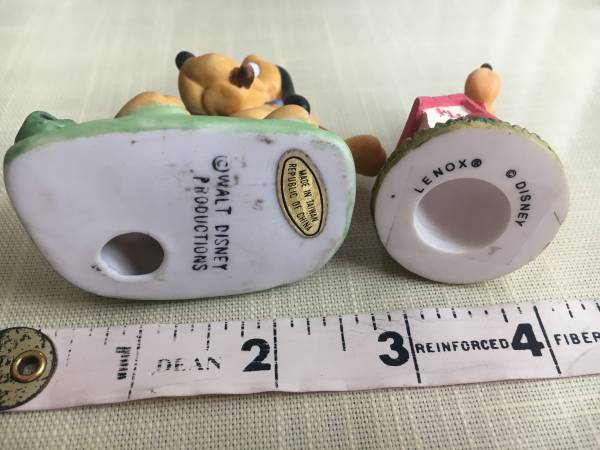 ©WALT DISNEY
PRODUCTIONS
MADE IN TAIWAN
REPUBLIC OF CHINA
LENOX® © DISNEY
DEAN 2 3 REINFORCED 4 FIBER